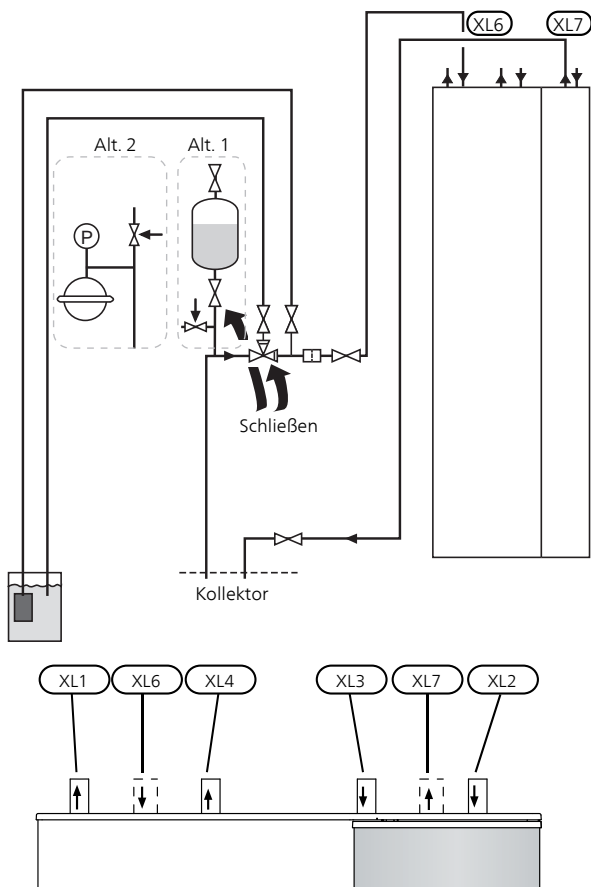 XL6 XL7
Alt. 2 Alt. 1
P
Schließen
Kollektor
XL1 XL6 XL4 XL3 XL7 XL2